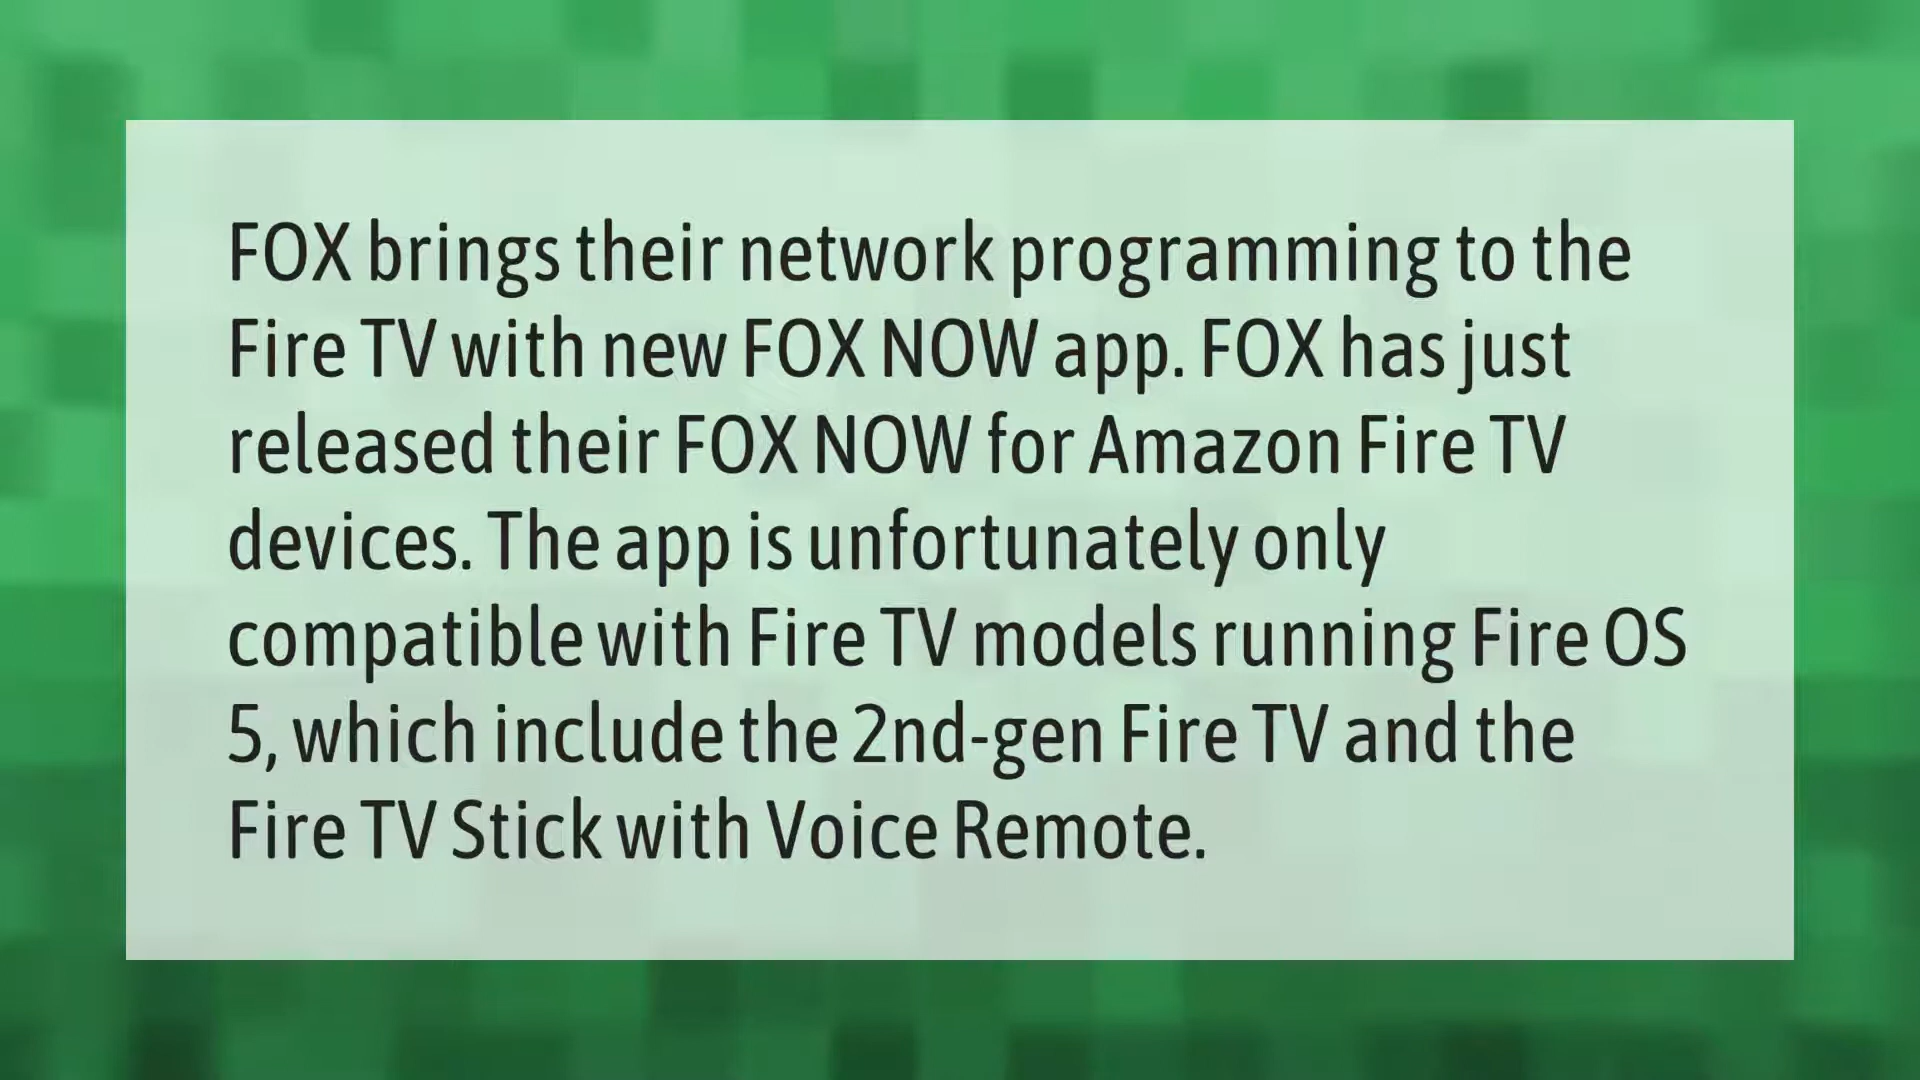 FOX brings their network programming to the
Fire TV with new FOX NOW app. FOX has just
released their FOX NOW for Amazon Fire TV
devices. The app is unfortunately only
compatible with Fire TV models running Fire OS
5, which include the 2nd-gen Fire TV and the
Fire TV Stick with Voice Remote.